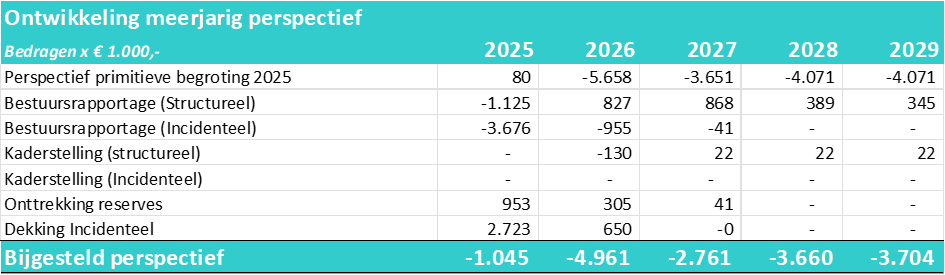 Ontwikkeling meerjarig perspectief
Bedragen x € 1.000,- 2025 2026 2027 2028 2029
Perspectief primitieve begroting 2025 80 -5.658 -3.651 -4.071 -4.071
Bestuursrapportage (Structureel) -1.125 827 868 389 345
Bestuursrapportage (Incidenteel) -3.676 -955 -41 - -
Kaderstelling (structureel) - -130 22 22 22
Kaderstelling (Incidenteel) - - - - -
Onttrekking reserves 953 305 41 - -
Dekking Incidenteel 2.723 650 -0 - -
Bijgesteld perspectief -1.045 -4.961 -2.761 -3.660 -3.704